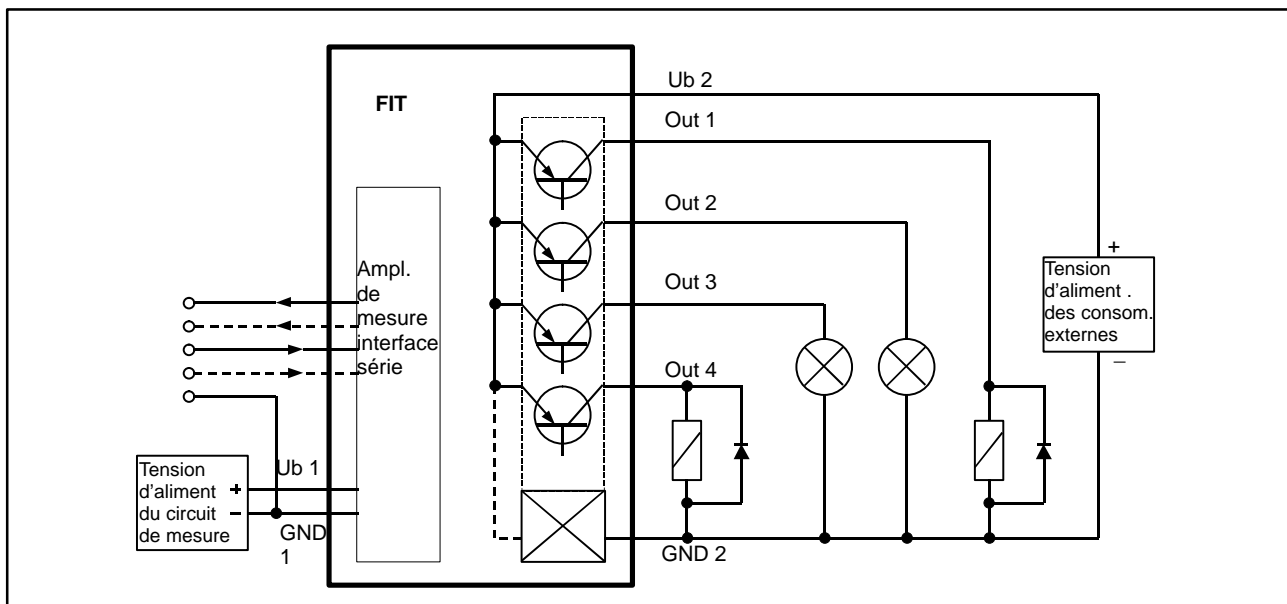 FIT
Ub 2
Out 1
Out 2
Out 3
Out 4
GND 2
Ampl.
de
mesure
interface
série
Ub 1
GND
1
Tension
d'aliment
du circuit
de mesure
+
−
+
Tension
d'aliment .
des consom.
externes
−